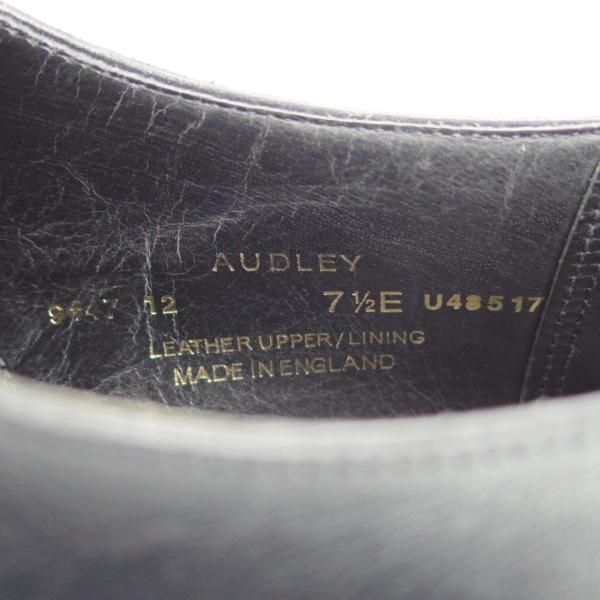 AUDLEY
12 7½E U48517
LEATHER UPPER/LINING
MADE IN ENGLAND